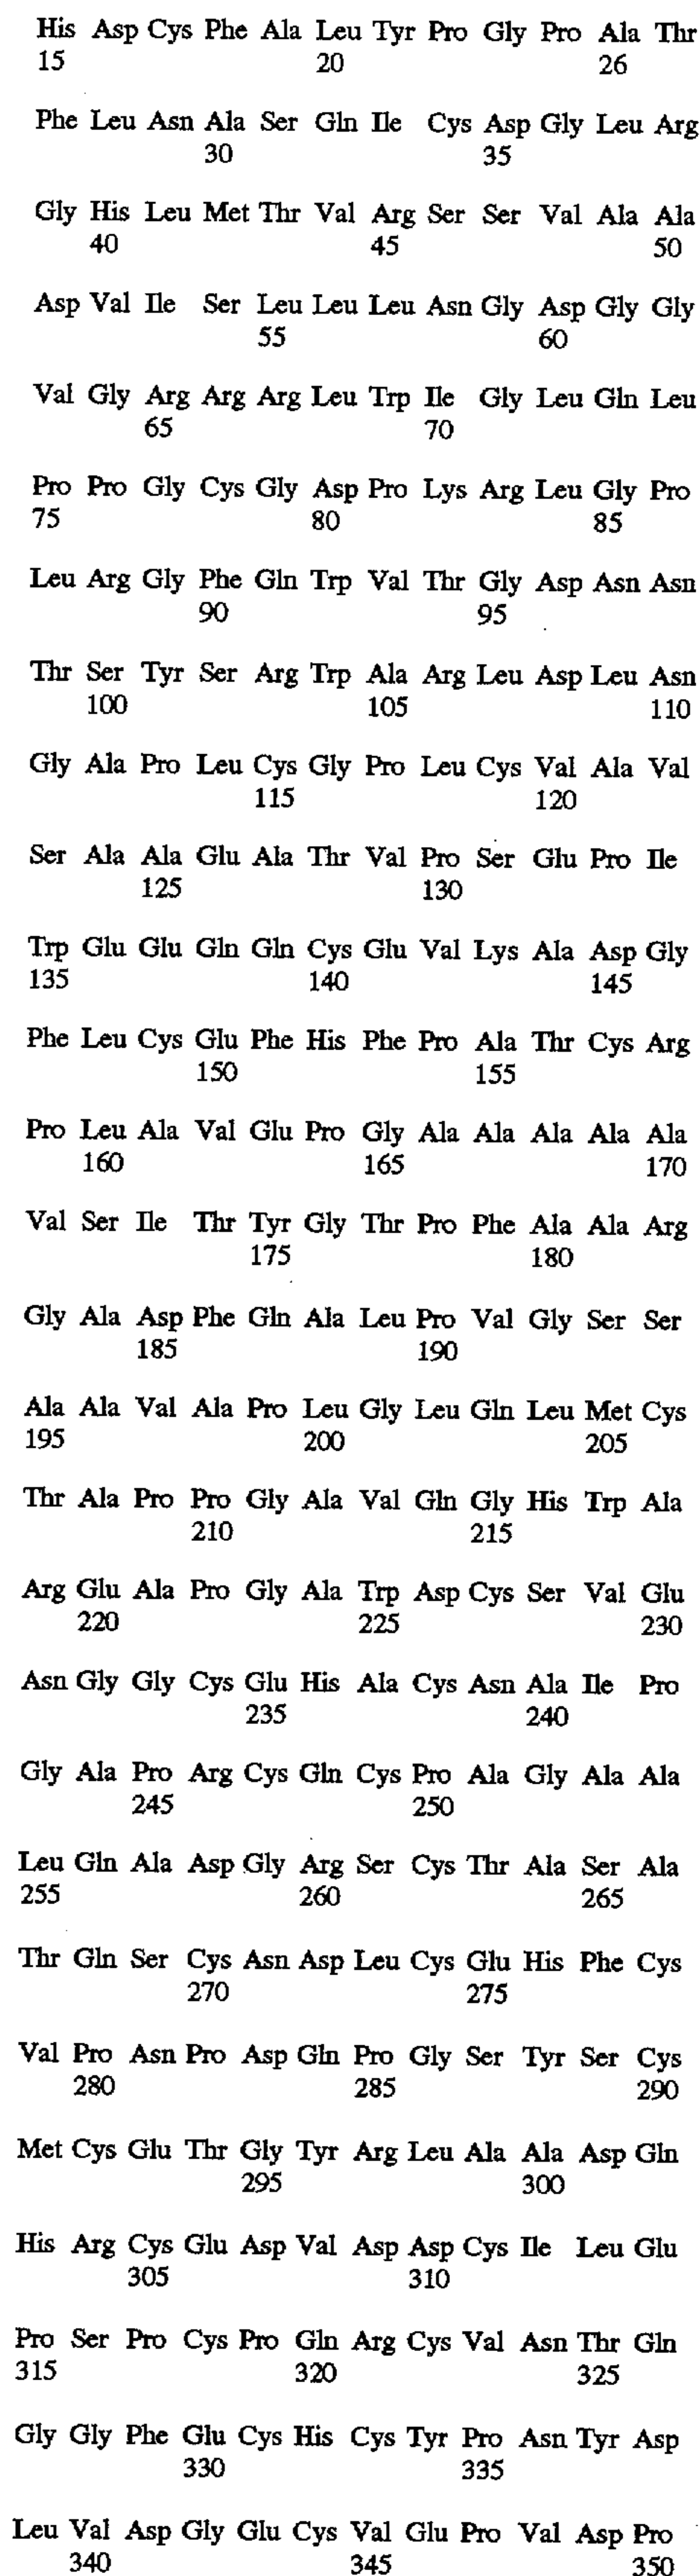 His Asp Cys Phe Ala Leu Tyr Pro Gly Pro Ala Thr
15 20 26
Phe Leu Asn Ala Ser Gln Ile Cys Asp Gly Leu Arg
30 35
Gly His Leu Met Thr Val Arg Ser Ser Val Ala Ala
40 45 50
Asp Val Ile Ser Leu Leu Leu Asn Gly Asp Gly Gly
55 60
Val Gly Arg Arg Arg Leu Trp Ile Gly Leu Gln Leu
65 70
Pro Pro Gly Cys Gly Asp Pro Lys Arg Leu Gly Pro
75 80 85
Leu Arg Gly Phe Gln Trp Val Thr Gly Asp Asn Asn
90 95
Thr Ser Tyr Ser Arg Trp Ala Arg Leu Asp Leu Asn
100 105 110
Gly Ala Pro Leu Cys Gly Pro Leu Cys Val Ala Val
115 120
Ser Ala Ala Glu Ala Thr Val Pro Ser Glu Pro Ile
125 130
Trp Glu Glu Gln Gln Cys Glu Val Lys Ala Asp Gly
135 140 145
Phe Leu Cys Glu Phe His Phe Pro Ala Thr Cys Arg
150 155
Pro Leu Ala Val Glu Pro Gly Ala Ala Ala Ala Ala
160 165 170
Val Ser Ile Thr Tyr Gly Thr Pro Phe Ala Ala Arg
175 180
Gly Ala Asp Phe Gln Ala Leu Pro Val Gly Ser Ser
185 190
Ala Ala Val Ala Pro Leu Gly Leu Gln Leu Met Cys
195 200 205
Thr Ala Pro Pro Gly Ala Val Gln Gly His Trp Ala
210 215
Arg Glu Ala Pro Gly Ala Trp Asp Cys Ser Val Glu
220 225 230
Asn Gly Gly Cys Glu His Ala Cys Asn Ala Ile Pro
235 240
Gly Ala Pro Arg Cys Gln Cys Pro Ala Gly Ala Ala
245 250
Leu Gln Ala Asp Gly Arg Ser Cys Thr Ala Ser Ala
255 260 265
Thr Gln Ser Cys Asn Asp Leu Cys Glu His Phe Cys
270 275
Val Pro Asn Pro Asp Gln Pro Gly Ser Tyr Ser Cys
280 285 290
Met Cys Glu Thr Gly Tyr Arg Leu Ala Ala Asp Gln
295 300
His Arg Cys Glu Asp Val Asp Asp Cys Ile Leu Glu
305 310
Pro Ser Pro Cys Pro Gln Arg Cys Val Asn Thr Gln
315 320 325
Gly Gly Phe Glu Cys His Cys Tyr Pro Asn Tyr Asp
330 335
Leu Val Asp Gly Glu Cys Val Glu Pro Val Asp Pro
340 345 350